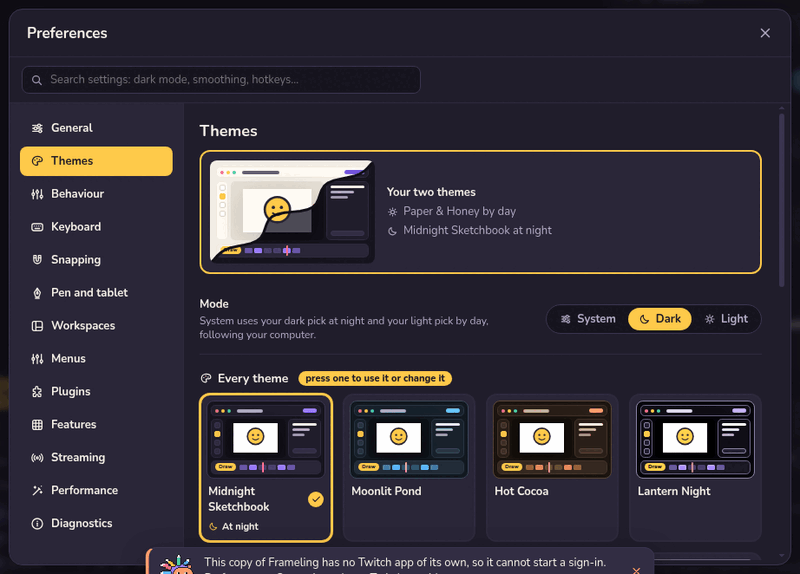 Preferences
Search settings: dark mode, smoothing, hotkeys...
General
Themes
Behaviour
Keyboard
Snapping
Pen and tablet
Workspaces
Menus
Plugins
Features
Streaming
Performance
Diagnostics
Themes
Your two themes
Paper & Honey by day
Midnight Sketchbook at night
Mode
System uses your dark pick at night and your light pick by day,
following your computer.
System
Dark
Light
Every theme
press one to use it or change it
Draw
Draw
Draw
Draw
Midnight
Sketchbook
At night
Moonlit Pond
Hot Cocoa
Lantern Night
This copy of Frameling has no Twitch app of its own, so it cannot start a sign-in.